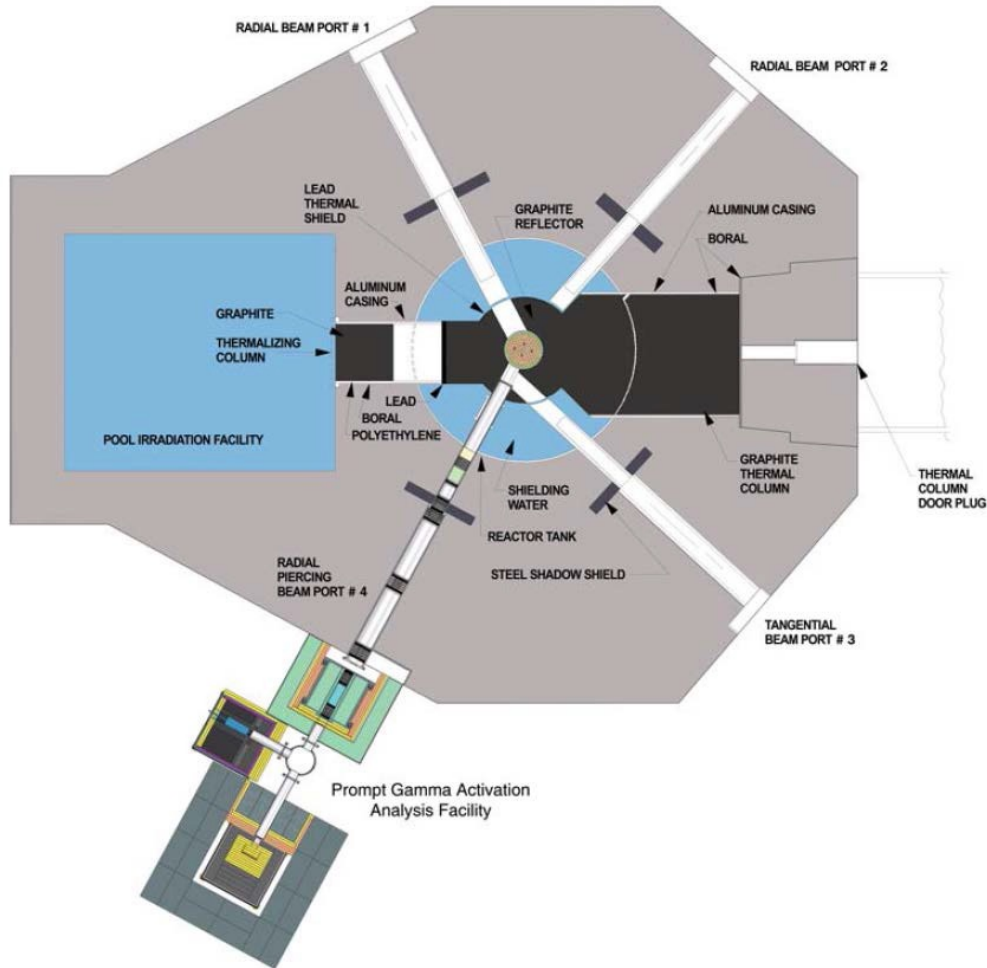 RADIAL BEAM PORT # 1
RADIAL BEAM PORT # 2
LEAD
THERMAL
SHIELD
GRAPHITE
REFLECTOR
ALUMINUM CASING
BORAL
ALUMINUM
CASING
GRAPHITE
THERMALIZING
COLUMN
LEAD
BORAL
POLYETHYLENE
POOL IRRADIATION FACILITY
SHIELDING
WATER
GRAPHITE
THERMAL
COLUMN
THERMAL
COLUMN
DOOR PLUG
REACTOR TANK
STEEL SHADOW SHIELD
RADIAL
PIERCING
BEAM PORT # 4
TANGENTIAL
BEAM PORT # 3
Prompt Gamma Activation
Analysis Facility